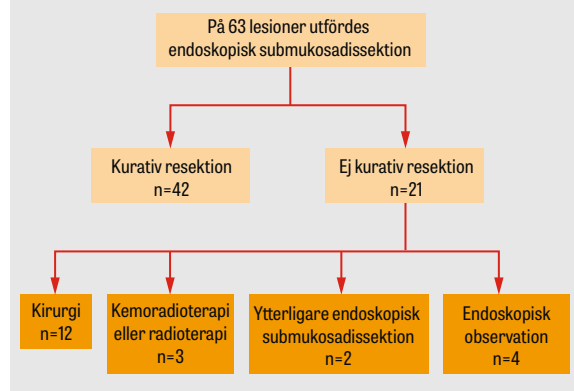 På 63 lesioner utfördes
endoskopisk submukosadissektion
Kurativ resektion
n=42
Ej kurativ resektion
n=21
Kirurgi
n=12
Kemoradioterapi
eller radioterapi
n=3
Ytterligare endoskopisk
submukosadissektion
n=2
Endoskopisk
observation
n=4